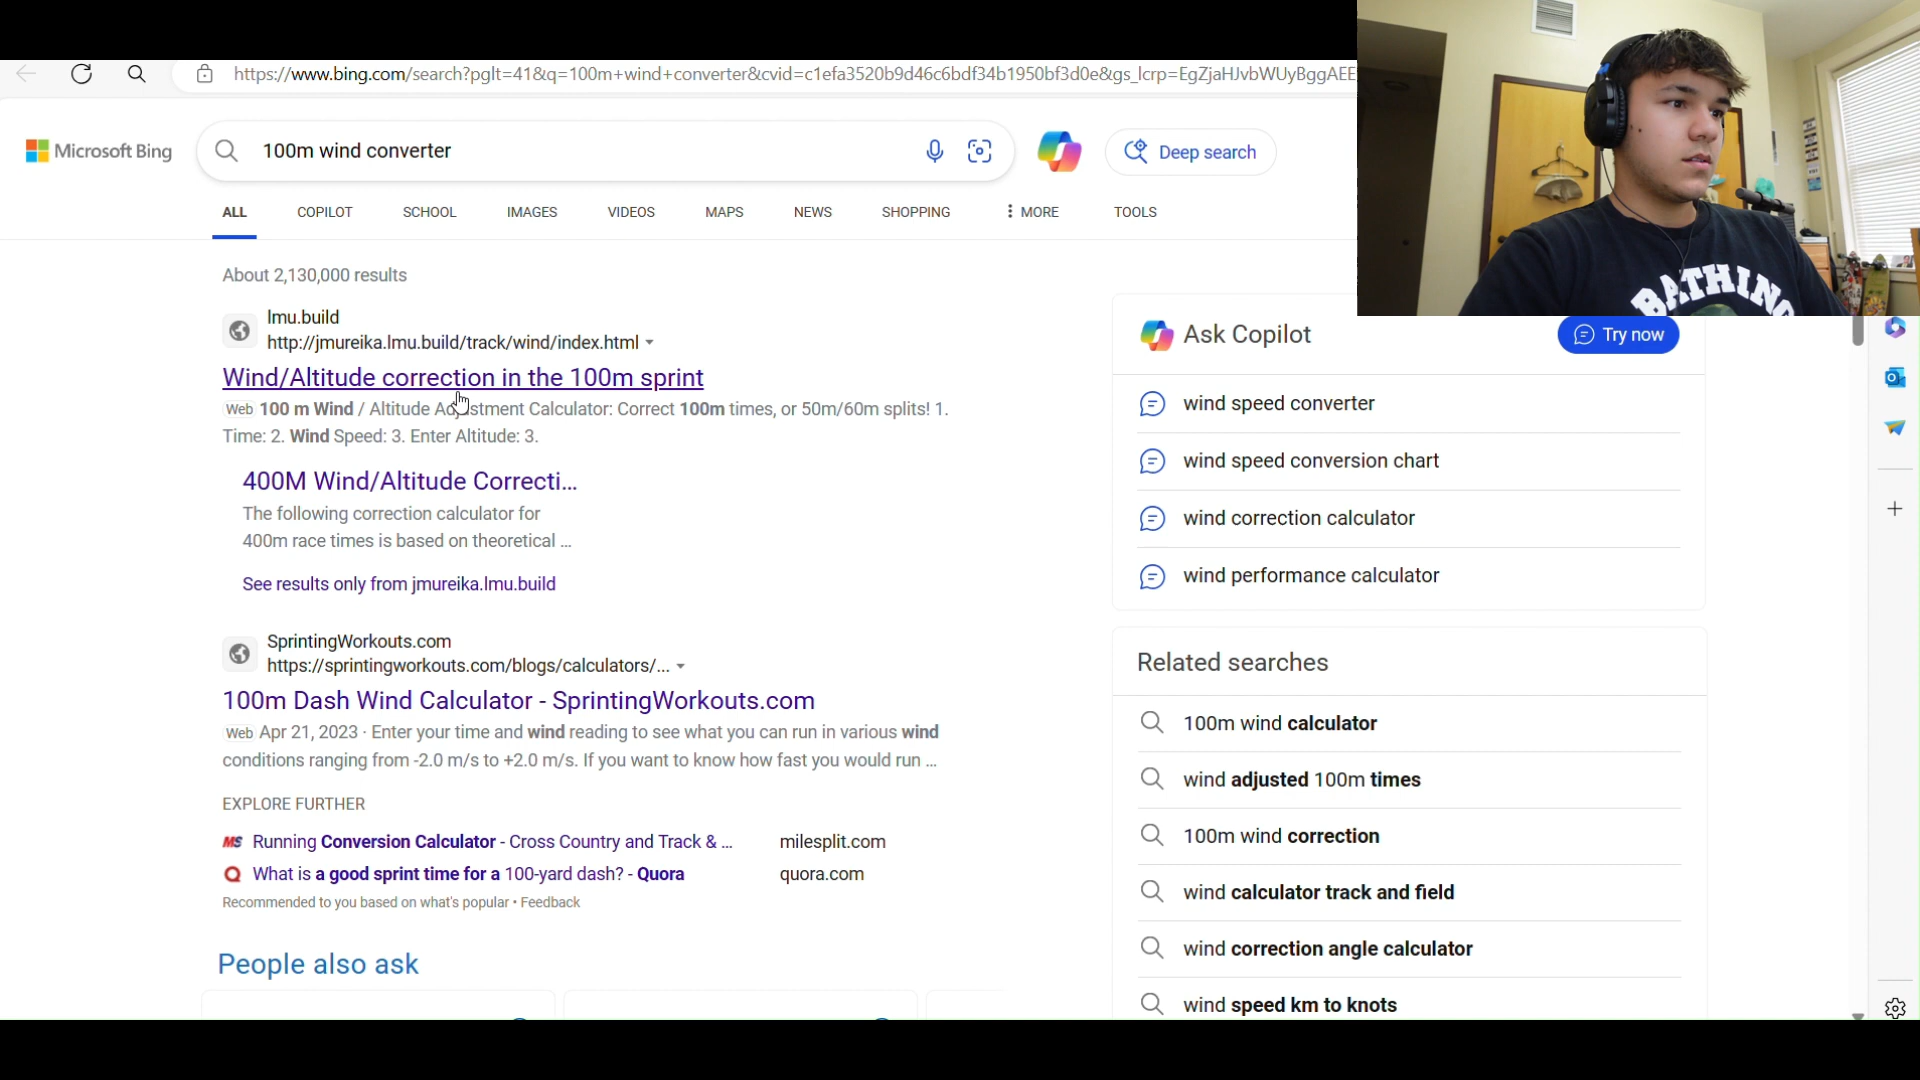 https://www.bing.com/search?pglt=41&q=100m+wind+converter&cvid=c1efa3520b9d46c6bdf34b1950bf3d0e&gs_lcrp=EgZjaHJvbWUyBggAEE
Microsoft Bing
100m wind converter
Deep search
ALL COPILOT SCHOOL IMAGES VIDEOS MAPS NEWS SHOPPING MORE TOOLS
About 2,130,000 results
lmu.build
http://jmureika.lmu.build/track/wind/index.html
Wind/Altitude correction in the 100m sprint
Web 100 m Wind / Altitude Adjustment Calculator: Correct 100m times, or 50m/60m splits! 1.
Time: 2. Wind Speed: 3. Enter Altitude: 3.
400M Wind/Altitude Correcti...
The following correction calculator for
400m race times is based on theoretical ...
See results only from jmureika.lmu.build
SprintingWorkouts.com
https://sprintingworkouts.com/blogs/calculators/...
100m Dash Wind Calculator - SprintingWorkouts.com
Web Apr 21, 2023 · Enter your time and wind reading to see what you can run in various wind
conditions ranging from -2.0 m/s to +2.0 m/s. If you want to know how fast you would run ...
EXPLORE FURTHER
MS Running Conversion Calculator - Cross Country and Track & ... milesplit.com
What is a good sprint time for a 100-yard dash? - Quora quora.com
Recommended to you based on what's popular • Feedback
People also ask
Ask Copilot
Try now
wind speed converter
wind speed conversion chart
wind correction calculator
wind performance calculator
Related searches
100m wind calculator
wind adjusted 100m times
100m wind correction
wind calculator track and field
wind correction angle calculator
wind speed km to knots
BATHING